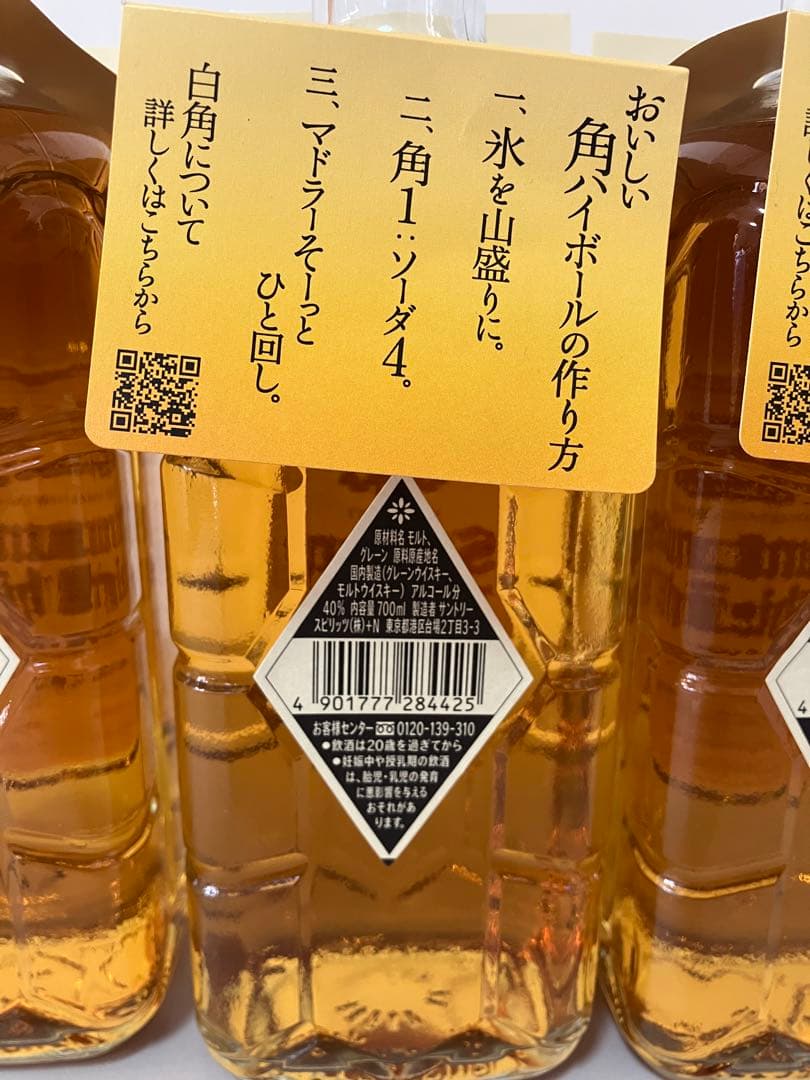 おいしい
角ハイボールの作り方
一、氷を山盛りに。
二、角1:ソーダ4。
三、マドラーそーっと
ひと回し。
白角について
詳しくはこちらから
原材料名 モルト、
グレーン 原料原産地名
国内製造(グレーンウイスキー、
モルトウイスキー) アルコール分
40% 内容量700ml 製造者 サントリー
スピリッツ(株)+N 東京都港区台場2丁目3-3
4 901777 284425
お客様センター 0120-139-310
●飲酒は20歳を過ぎてから
●妊娠中や授乳期の飲酒
は、胎児・乳児の発育
に悪影響を与える
おそれがあ
ります。
詳しくはこちらから